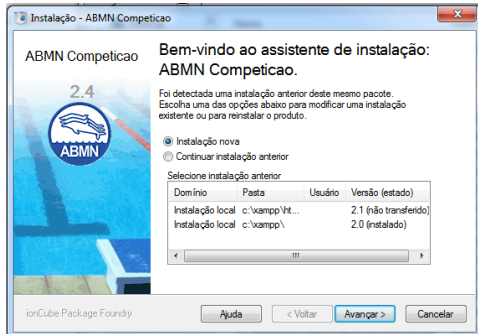 Instalação - ABMN Competicao
ABMN Competicao
2.4
ABMN
Bem-vindo ao assistente de instalação:
ABMN Competicao.
Foi detectada uma instalação anterior deste mesmo pacote.
Escolha uma das opções abaixo para modificar uma instalação
existente ou para reinstalar o produto.
Instalação nova
Continuar instalação anterior
Selecione instalação anterior
Domínio Pasta Usuário Versão (estado)
Instalação local c:\xampp\ht... 2.1 (não transferido)
Instalação local c:\xampp\ 2.0 (instalado)
ionCube Package Foundry
Ajuda < Voltar Avançar > Cancelar